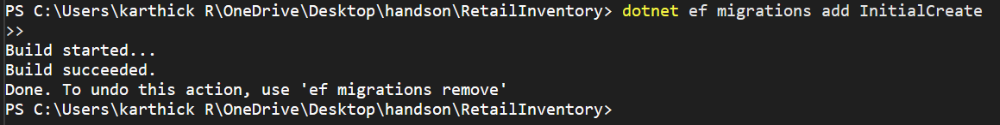 PS C:\Users\karthick R\OneDrive\Desktop\handson\RetailInventory> dotnet ef migrations add InitialCreate
>>
Build started...
Build succeeded.
Done. To undo this action, use 'ef migrations remove'
PS C:\Users\karthick R\OneDrive\Desktop\handson\RetailInventory>